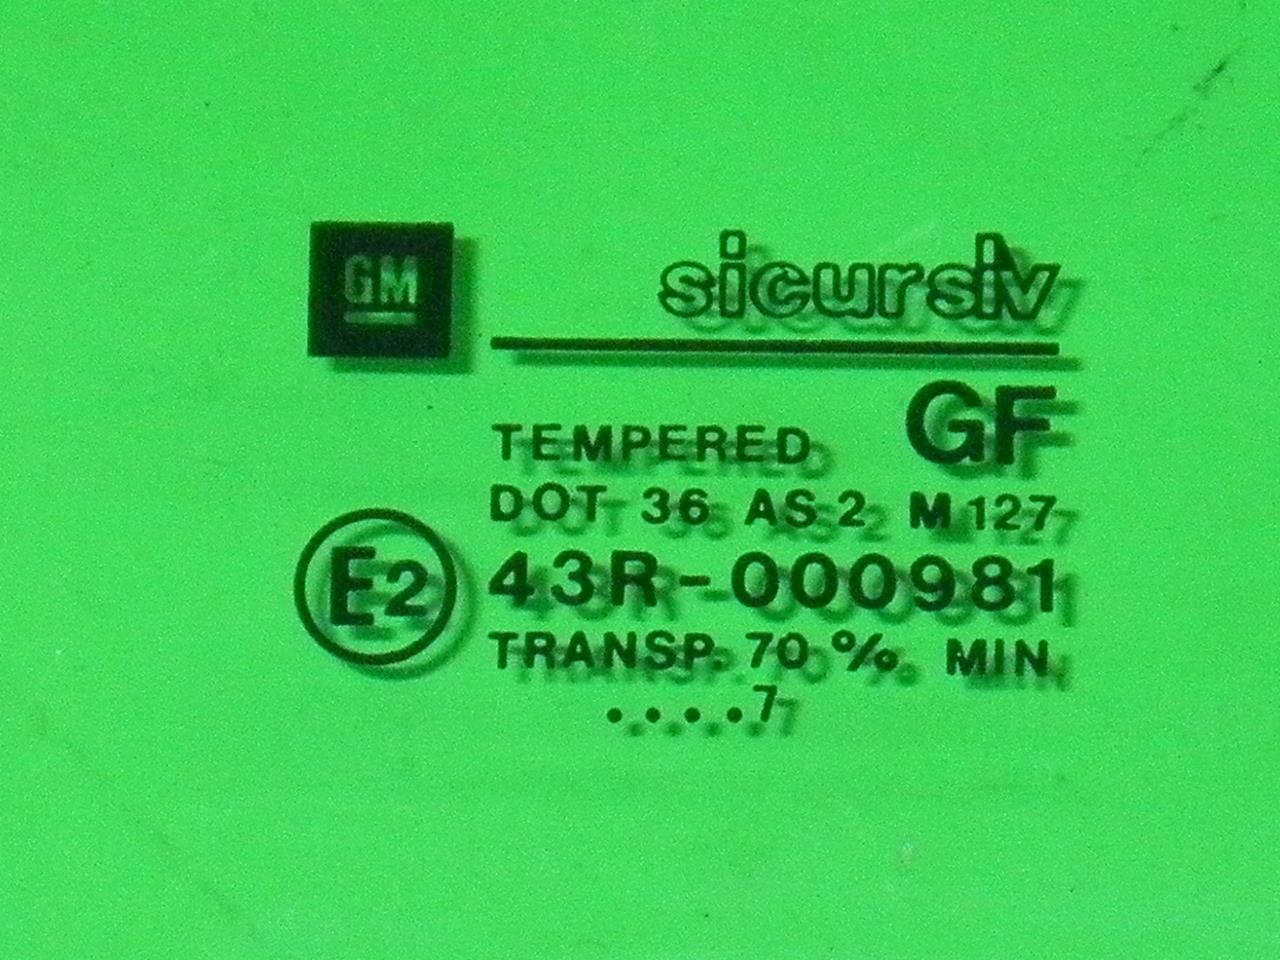 GM
sicursiv
GF
TEMPERED
DOT 36 AS 2 M 127
E2
43R-000981
TRANSP. 70 % MIN
....7